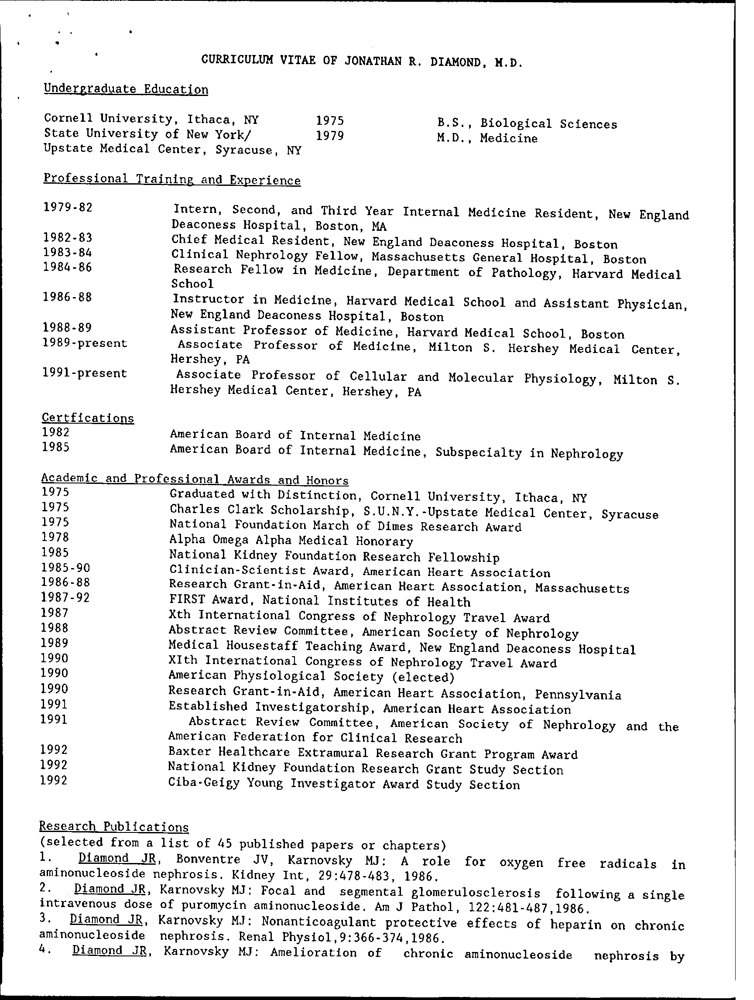 CURRICULUM VITAE OF JONATHAN R. DIAMOND, M.D.
Undergraduate Education
Cornell University, Ithaca, NY 1975 B.S., Biological Sciences
State University of New York/ 1979 M.D., Medicine
Upstate Medical Center, Syracuse, NY
Professional Training and Experience
1979-82 Intern, Second, and Third Year Internal Medicine Resident, New England
Deaconess Hospital, Boston, MA
1982-83 Chief Medical Resident, New England Deaconess Hospital, Boston
1983-84 Clinical Nephrology Fellow, Massachusetts General Hospital, Boston
1984-86 Research Fellow in Medicine, Department of Pathology, Harvard Medical
School
1986-88 Instructor in Medicine, Harvard Medical School and Assistant Physician,
New England Deaconess Hospital, Boston
1988-89 Assistant Professor of Medicine, Harvard Medical School, Boston
1989-present Associate Professor of Medicine, Milton S. Hershey Medical Center,
Hershey, PA
1991-present Associate Professor of Cellular and Molecular Physiology, Milton S.
Hershey Medical Center, Hershey, PA
Certfications
1982 American Board of Internal Medicine
1985 American Board of Internal Medicine, Subspecialty in Nephrology
Academic and Professional Awards and Honors
1975 Graduated with Distinction, Cornell University, Ithaca, NY
1975 Charles Clark Scholarship, S.U.N.Y.-Upstate Medical Center, Syracuse
1975 National Foundation March of Dimes Research Award
1978 Alpha Omega Alpha Medical Honorary
1985 National Kidney Foundation Research Fellowship
1985-90 Clinician-Scientist Award, American Heart Association
1986-88 Research Grant-in-Aid, American Heart Association, Massachusetts
1987-92 FIRST Award, National Institutes of Health
1987 Xth International Congress of Nephrology Travel Award
1988 Abstract Review Committee, American Society of Nephrology
1989 Medical Housestaff Teaching Award, New England Deaconess Hospital
1990 XIth International Congress of Nephrology Travel Award
1990 American Physiological Society (elected)
1990 Research Grant-in-Aid, American Heart Association, Pennsylvania
1991 Established Investigatorship, American Heart Association
1991 Abstract Review Committee, American Society of Nephrology and the
American Federation for Clinical Research
1992 Baxter Healthcare Extramural Research Grant Program Award
1992 National Kidney Foundation Research Grant Study Section
1992 Ciba-Geigy Young Investigator Award Study Section
Research Publications
(selected from a list of 45 published papers or chapters)
1. Diamond JR, Bonventre JV, Karnovsky MJ: A role for oxygen free radicals in
aminonucleoside nephrosis. Kidney Int, 29:478-483, 1986.
2. Diamond JR, Karnovsky MJ: Focal and segmental glomerulosclerosis following a single
intravenous dose of puromycin aminonucleoside. Am J Pathol, 122:481-487,1986.
3. Diamond JR, Karnovsky MJ: Nonanticoagulant protective effects of heparin on chronic
aminonucleoside nephrosis. Renal Physiol,9:366-374,1986.
4. Diamond JR, Karnovsky MJ: Amelioration of chronic aminonucleoside nephrosis by